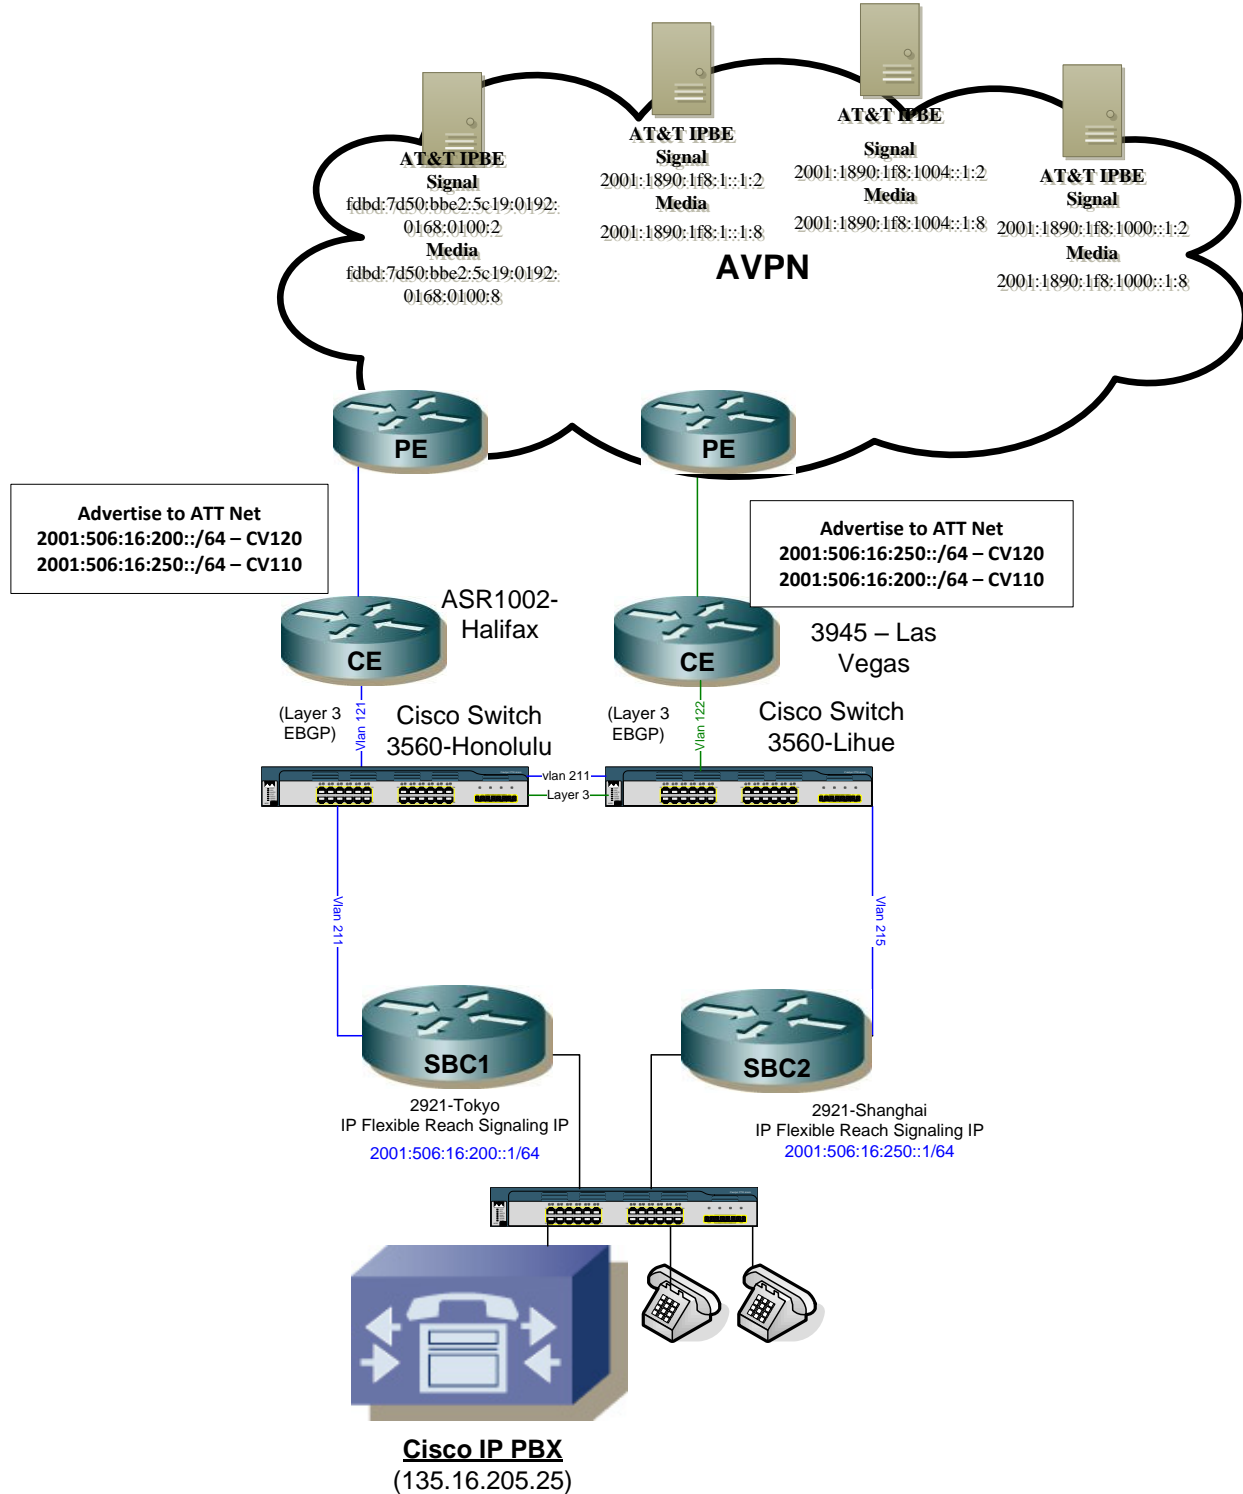 AT&T IPBE
Signal
fdbd:7d50:bbe2:5c19:0192:
0168:0100:2
Media
fdbd:7d50:bbe2:5c19:0192:
0168:0100:8
AT&T IPBE
Signal
2001:1890:1f8:1::1:2
Media
2001:1890:1f8:1::1:8
AT&T IPBE
Signal
2001:1890:1f8:1004::1:2
Media
2001:1890:1f8:1004::1:8
AT&T IPBE
Signal
2001:1890:1f8:1000::1:2
Media
2001:1890:1f8:1000::1:8
AVPN
PE
PE
Advertise to ATT Net
2001:506:16:200::/64 – CV120
2001:506:16:250::/64 – CV110
Advertise to ATT Net
2001:506:16:250::/64 – CV120
2001:506:16:200::/64 – CV110
ASR1002-
Halifax
CE
CE
3945 – Las
Vegas
(Layer 3
EBGP)
Vlan 121
Cisco Switch
3560-Honolulu
(Layer 3
EBGP)
Vlan 122
Cisco Switch
3560-Lihue
vlan 211
Layer 3
Vlan 211
Vlan 215
SBC1
SBC2
2921-Tokyo
IP Flexible Reach Signaling IP
2001:506:16:200::1/64
2921-Shanghai
IP Flexible Reach Signaling IP
2001:506:16:250::1/64
Cisco IP PBX
(135.16.205.25)